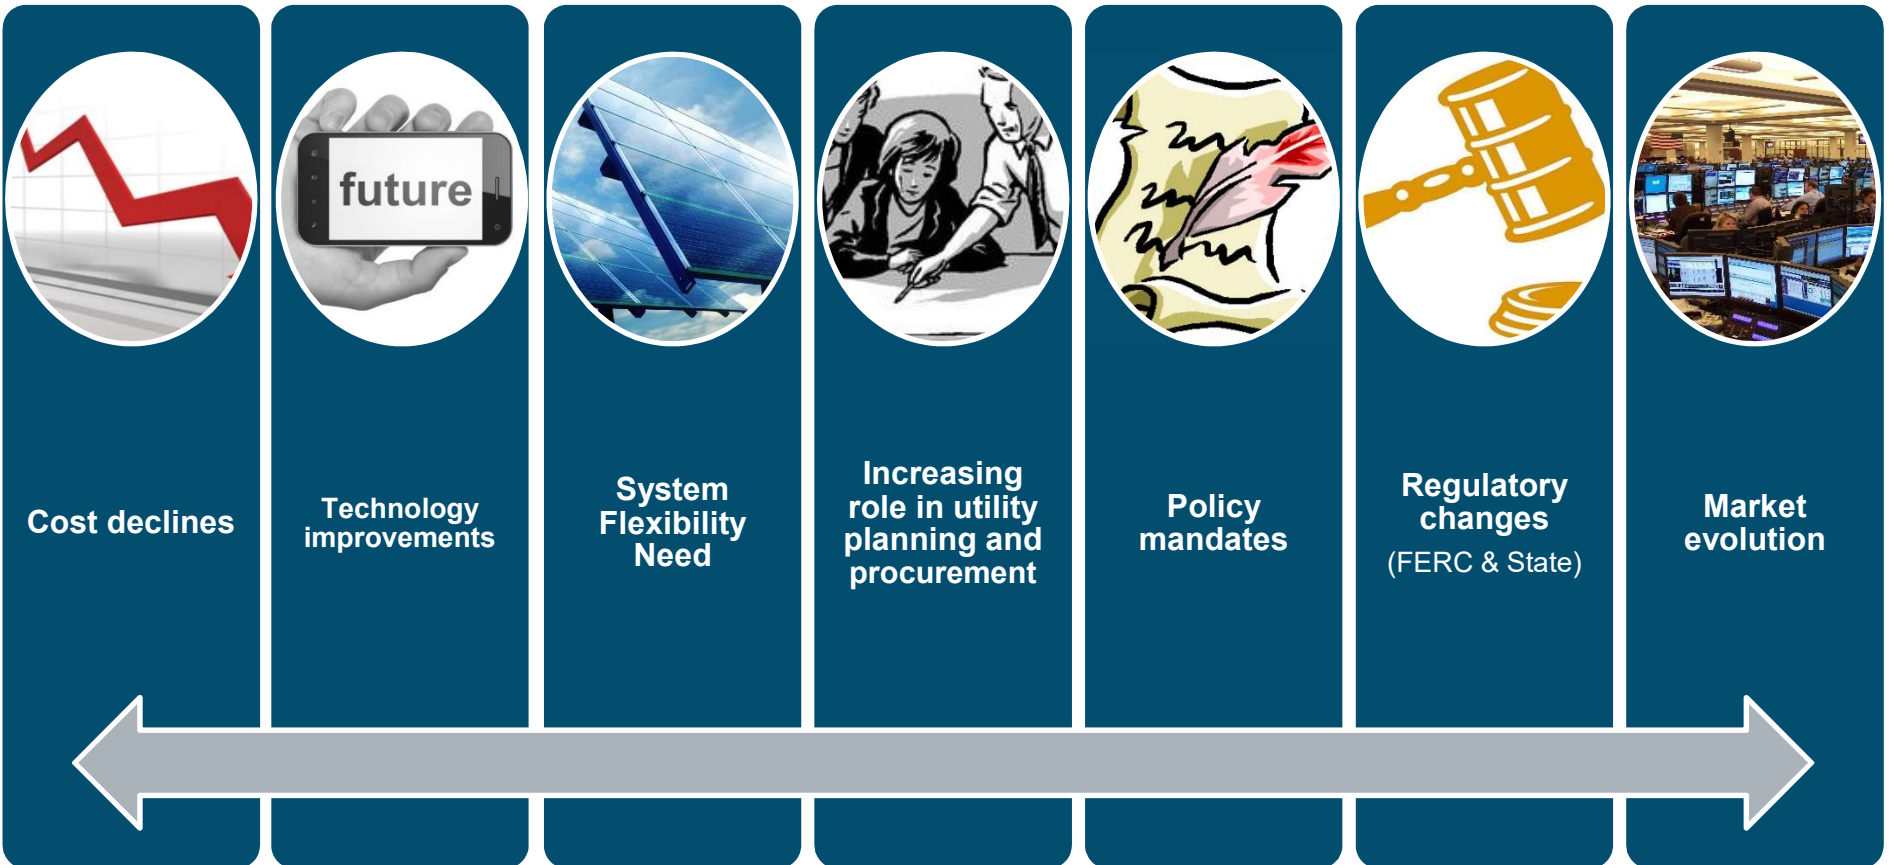 future
Cost declines
Technology
improvements
System
Flexibility
Need
Increasing
role in utility
planning and
procurement
Policy
mandates
Regulatory
changes
(FERC & State)
Market
evolution